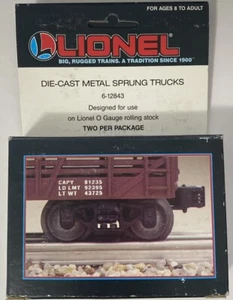 FOR AGES 8 TO ADULT
LIONEL
BIG, RUGGED TRAINS. A TRADITION SINCE 1900
DIE-CAST METAL SPRUNG TRUCKS
6-12843
Designed for use
on Lionel O Gauge rolling stock
TWO PER PACKAGE
CAPY 81235
LD LMT 92395
LT WT 43725